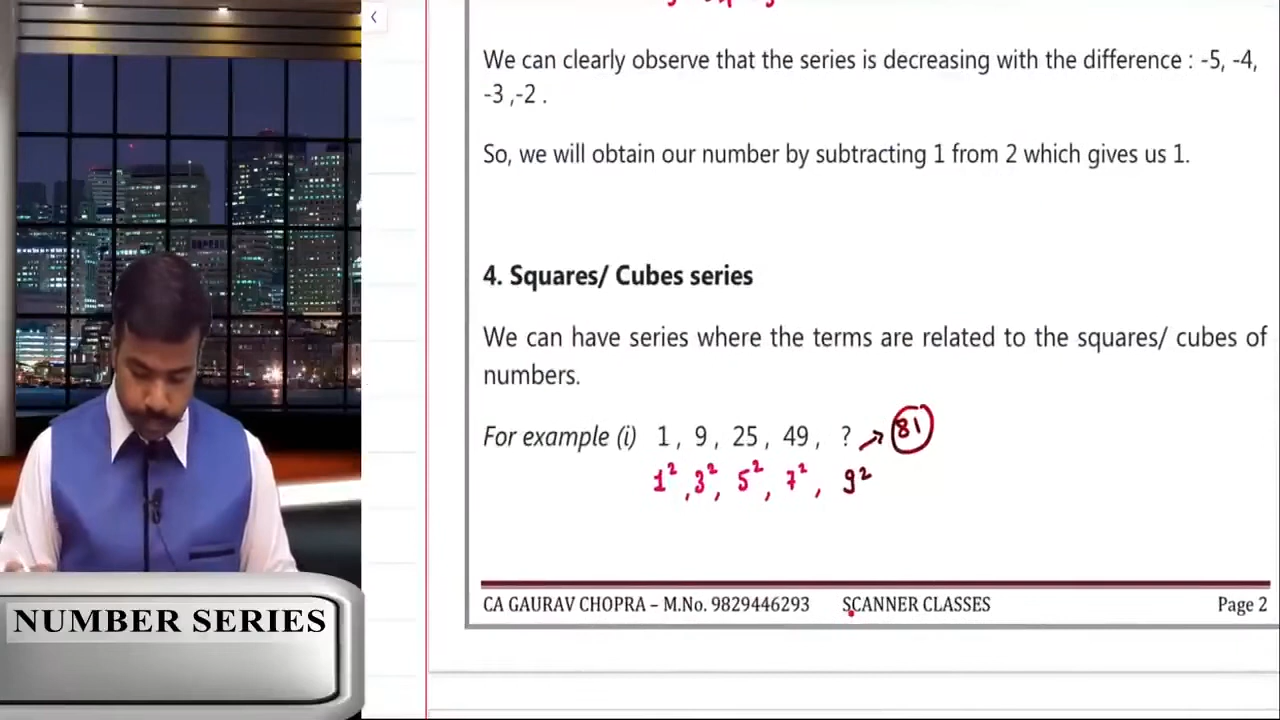 We can clearly observe that the series is decreasing with the difference : -5, -4,
-3 ,-2 .
So, we will obtain our number by subtracting 1 from 2 which gives us 1.
4. Squares/ Cubes series
We can have series where the terms are related to the squares/ cubes of
numbers.
For example (i) 1 , 9 , 25 , 49 , ? → 81
1², 3², 5², 7², 9²
CA GAURAV CHOPRA – M.No. 9829446293 SCANNER CLASSES Page 2
NUMBER SERIES